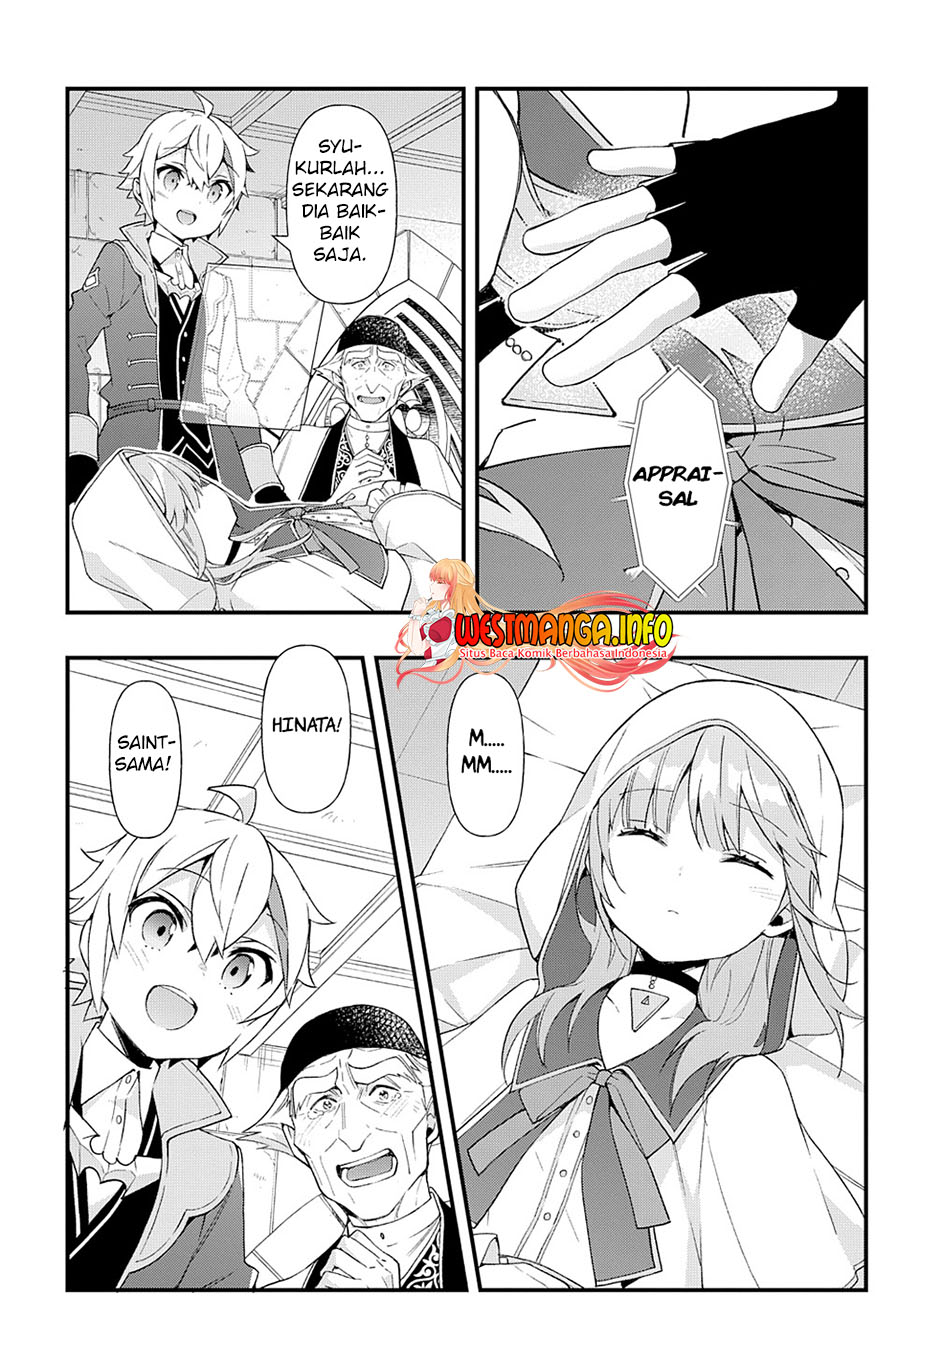 APPRAI-
SAL
SYU-
KURLAH...
SEKARANG
DIA BAIK-
BAIK
SAJA.
WESTMANGA.INFO
Situs Baca Komik Berbahasa Indonesia
M.....
MM.....
HINATA!
SAINT-
SAMA!